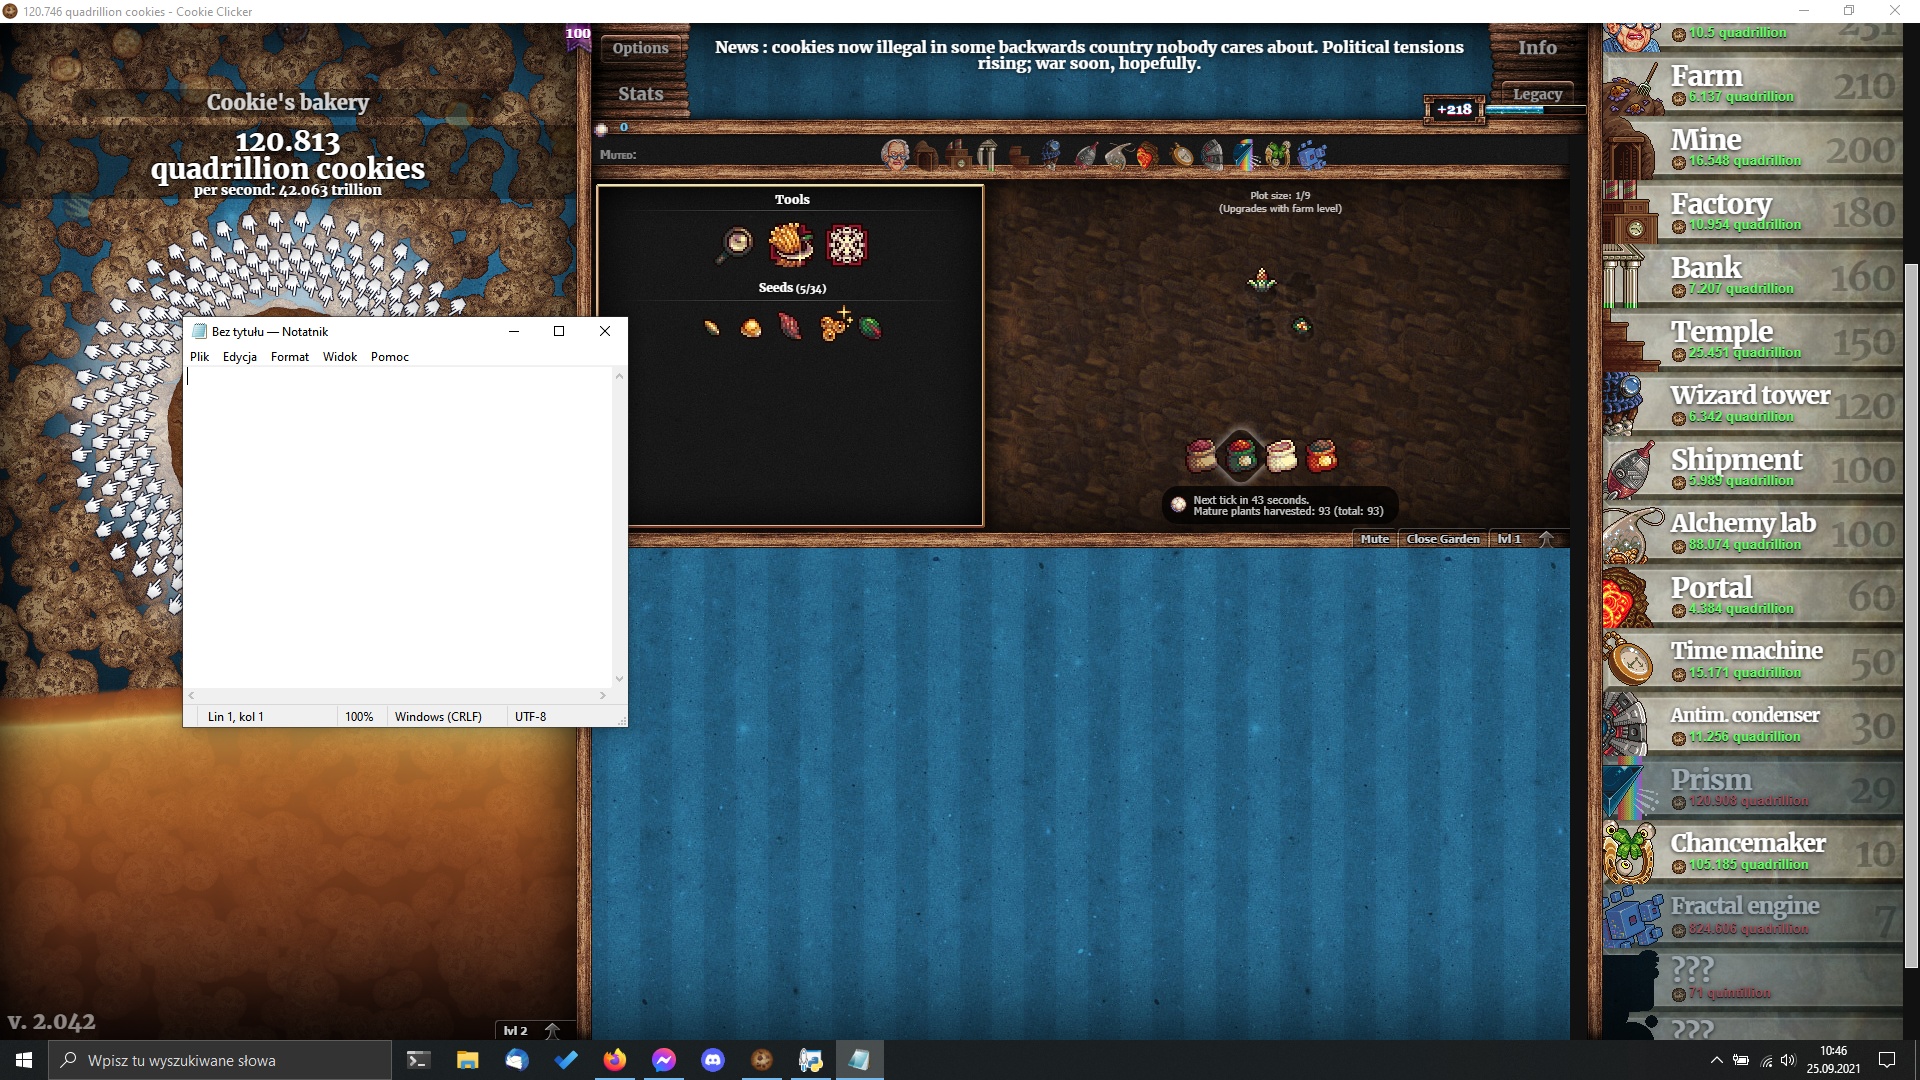 120.746 quadrillion cookies - Cookie Clicker
100
Options
Stats
News : cookies now illegal in some backwards country nobody cares about. Political tensions
rising; war soon, hopefully.
Info
Legacy
+218
Cookie's bakery
120.813
quadrillion cookies
per second: 42.063 trillion
0
Muted:
Tools
Seeds (5/34)
Plot size: 1/9
(Upgrades with farm level)
Next tick in 43 seconds.
Mature plants harvested: 93 (total: 93)
Mute
Close Garden
lvl 1
Bez tytułu — Notatnik
Plik
Edycja
Format
Widok
Pomoc
Lin 1, kol 1
100%
Windows (CRLF)
UTF-8
10.5 quadrillion
231
Farm
6.137 quadrillion
210
Mine
16.548 quadrillion
200
Factory
10.954 quadrillion
180
Bank
7.207 quadrillion
160
Temple
25.451 quadrillion
150
Wizard tower
6.342 quadrillion
120
Shipment
5.989 quadrillion
100
Alchemy lab
88.074 quadrillion
100
Portal
4.384 quadrillion
60
Time machine
15.171 quadrillion
50
Antim. condenser
11.256 quadrillion
30
Prism
120.908 quadrillion
29
Chancemaker
105.185 quadrillion
10
Fractal engine
824.606 quadrillion
7
???
71 quintillion
???
v. 2.042
lvl 2
Wpisz tu wyszukiwane słowa
10:46
25.09.2021